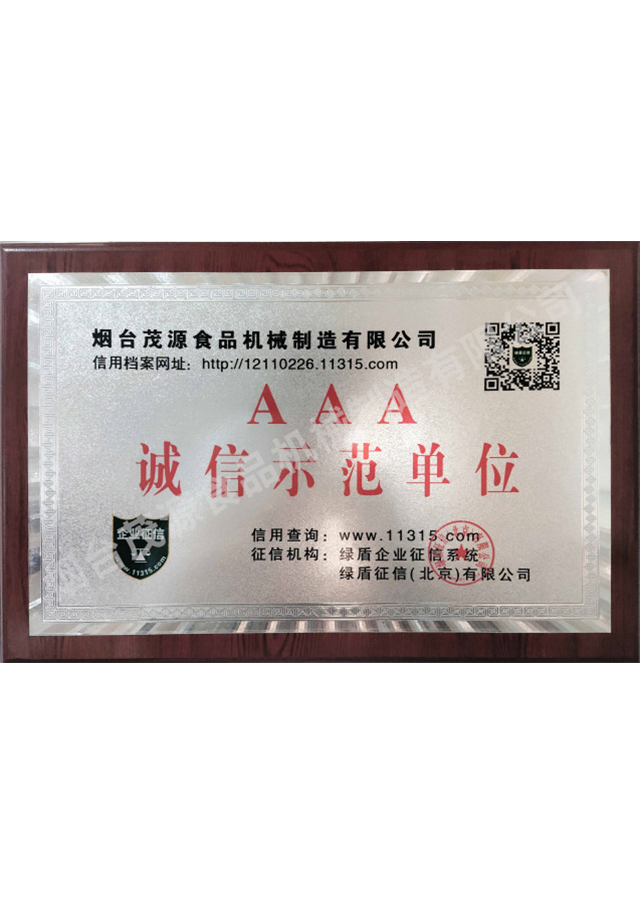 烟台茂源食品机械制造有限公司
信用档案网址：http://12110226.11315.com
AAA
诚信示范单位
企业征信
www.11315.com
信用查询：www.11315.com
征信机构：绿盾企业征信系统
绿盾征信(北京)有限公司